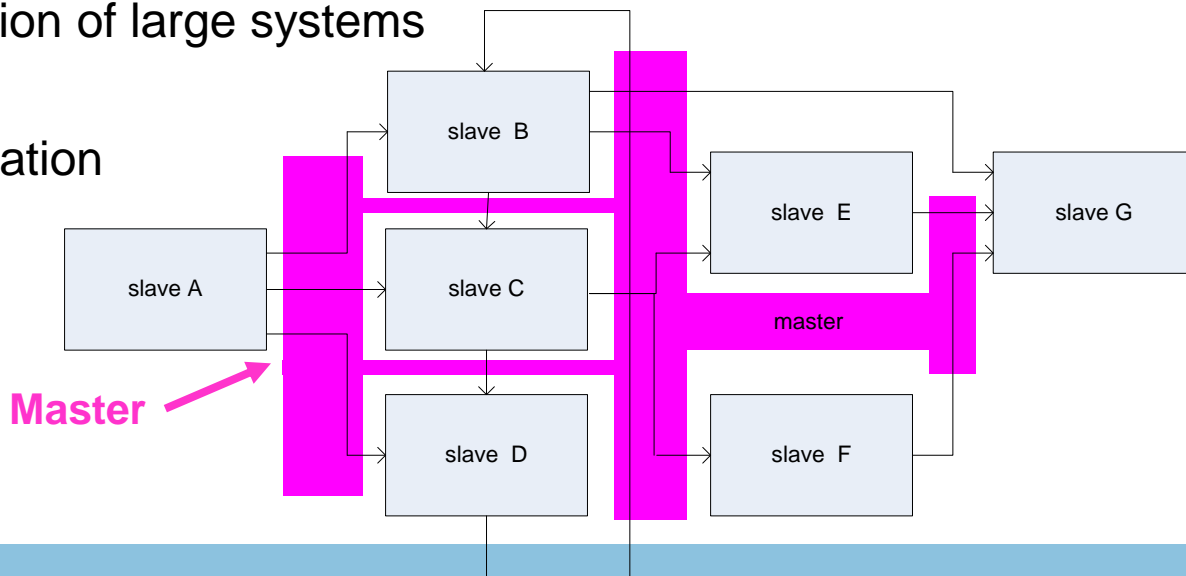 ion of large systems
ation
slave B
slave E
slave G
slave A
slave C
master
Master
slave D
slave F